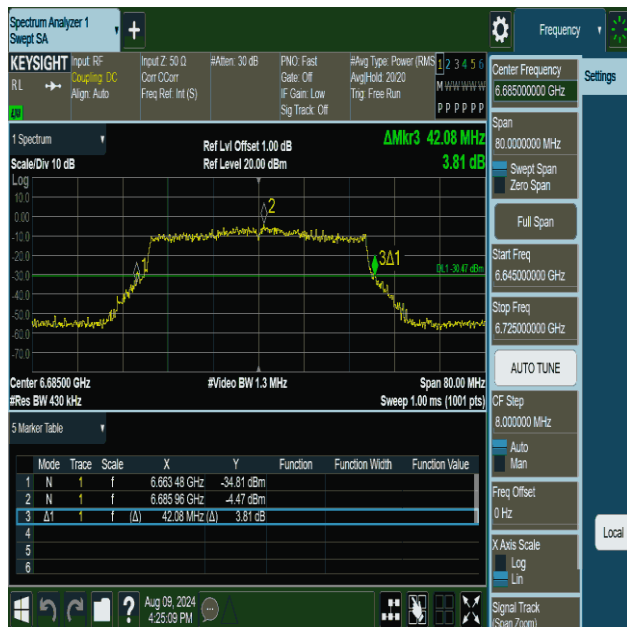 Spectrum Analyzer 1
Swept SA
+
Frequency
KEYSIGHT
RL
Input: RF
Coupling: DC
Align: Auto
Input Z: 50 Ω
Corr CCorr
Freq Ref: Int (S)
#Atten: 30 dB
PNO: Fast
Gate: Off
IF Gain: Low
Sig Track: Off
#Avg Type: Power (RMS
Avg|Hold: 20/20
Trig: Free Run
1 2 3 4 5 6
M W W W W W
P P P P P P
1 Spectrum
Scale/Div 10 dB
Log
Ref Lvl Offset 1.00 dB
Ref Level 20.00 dBm
ΔMkr3 42.08 MHz
3.81 dB
10.0
0.00
-10.0
-20.0
-30.0
-40.0
-50.0
-60.0
-70.0
1
2
3Δ1
DL1 -30.47 dBm
Center 6.68500 GHz
#Res BW 430 kHz
#Video BW 1.3 MHz
Span 80.00 MHz
Sweep 1.00 ms (1001 pts)
5 Marker Table
Mode Trace Scale X Y Function Function Width Function Value
1 N 1 f 6.663 48 GHz -34.81 dBm
2 N 1 f 6.685 96 GHz -4.47 dBm
3 Δ1 1 f (Δ) 42.08 MHz (Δ) 3.81 dB
4
5
6
Aug 09, 2024
4:25:09 PM
Center Frequency
6.685000000 GHz
Settings
Span
80.0000000 MHz
Swept Span
Zero Span
Full Span
Start Freq
6.645000000 GHz
Stop Freq
6.725000000 GHz
AUTO TUNE
CF Step
8.000000 MHz
Auto
Man
Freq Offset
0 Hz
X Axis Scale
Log
Lin
Local
Signal Track
(Span Zoom)